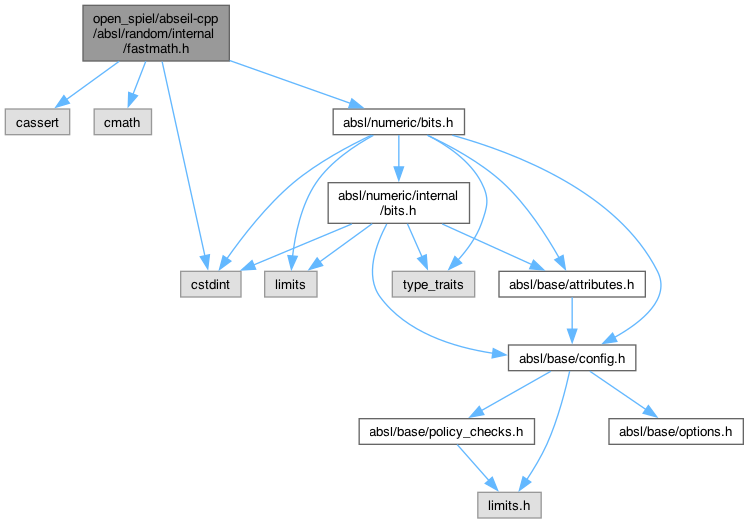 open_spiel/abseil-cpp
/absl/random/internal
/fastmath.h
cassert
cmath
absl/numeric/bits.h
absl/numeric/internal
/bits.h
cstdint
limits
type_traits
absl/base/attributes.h
absl/base/config.h
absl/base/policy_checks.h
absl/base/options.h
limits.h